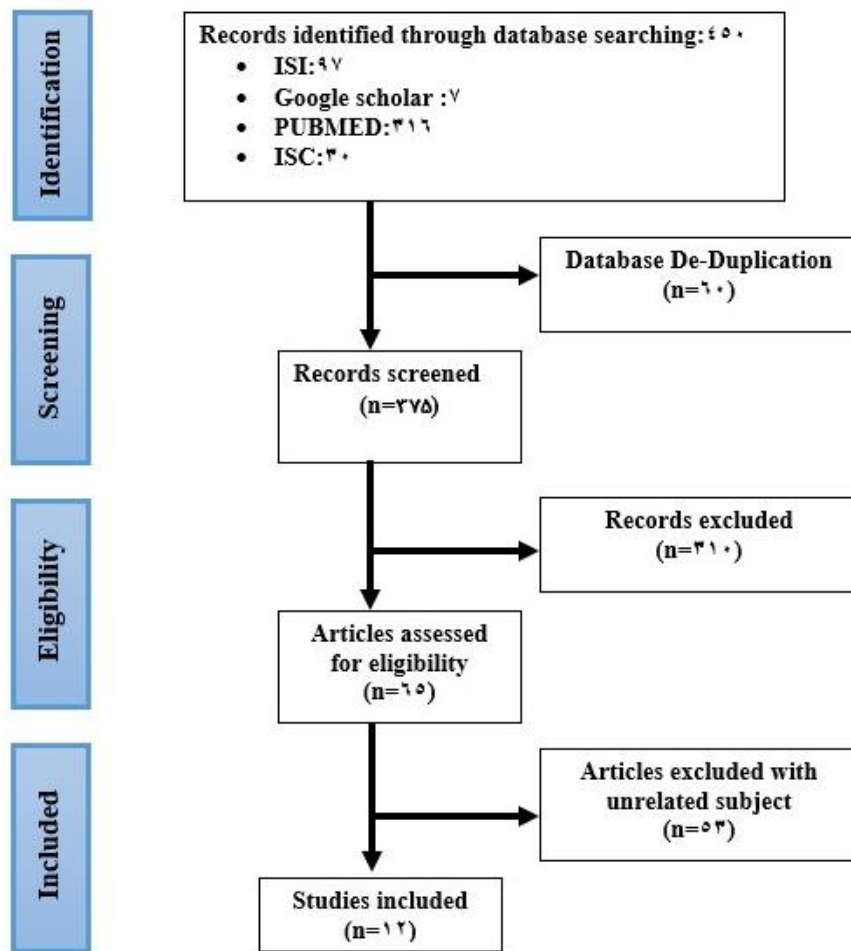 Identification
Records identified through database searching:٤٥٠
• ISI:٩٧
• Google scholar :٧
• PUBMED:٣١٦
• ISC:٣٠
Database De-Duplication
(n=٦٠)
Screening
Records screened
(n=۳۷۵)
Records excluded
(n=٣١٠)
Eligibility
Articles assessed
for eligibility
(n=٦٥)
Articles excluded with
unrelated subject
(n=٥٣)
Included
Studies included
(n=١٢)